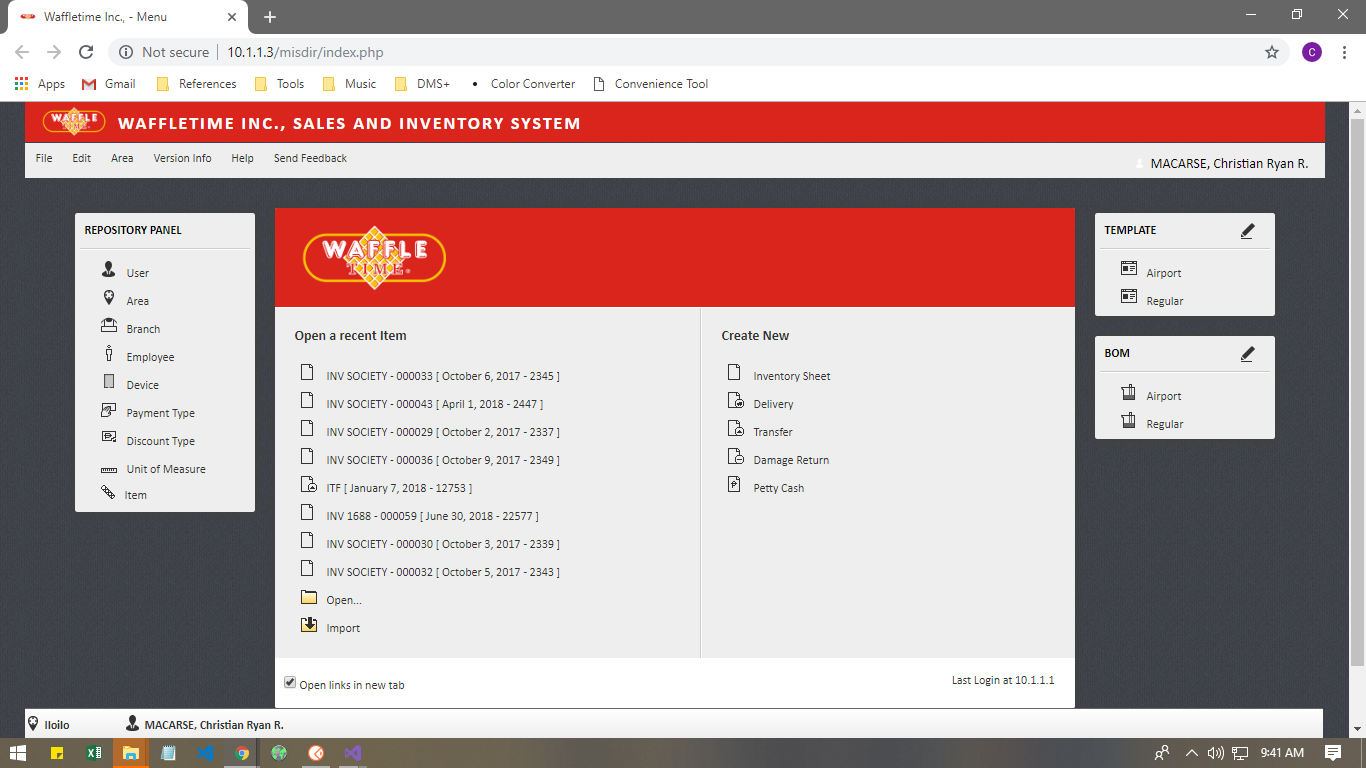 Waffletime Inc., - Menu
Not secure 10.1.1.3/misdir/index.php
C
Apps Gmail References Tools Music DMS+ Color Converter Convenience Tool
WAFFLE TIME WAFFLETIME INC., SALES AND INVENTORY SYSTEM
File Edit Area Version Info Help Send Feedback
MACARSE, Christian Ryan R.
REPOSITORY PANEL
User
Area
Branch
Employee
Device
Payment Type
Discount Type
Unit of Measure
Item
WAFFLE
TIME®
Open a recent Item
INV SOCIETY - 000033 [ October 6, 2017 - 2345 ]
INV SOCIETY - 000043 [ April 1, 2018 - 2447 ]
INV SOCIETY - 000029 [ October 2, 2017 - 2337 ]
INV SOCIETY - 000036 [ October 9, 2017 - 2349 ]
ITF [ January 7, 2018 - 12753 ]
INV 1688 - 000059 [ June 30, 2018 - 22577 ]
INV SOCIETY - 000030 [ October 3, 2017 - 2339 ]
INV SOCIETY - 000032 [ October 5, 2017 - 2343 ]
Open...
Import
Create New
Inventory Sheet
Delivery
Transfer
Damage Return
Petty Cash
Open links in new tab
Last Login at 10.1.1.1
TEMPLATE
Airport
Regular
BOM
Airport
Regular
Iloilo MACARSE, Christian Ryan R.
9:41 AM